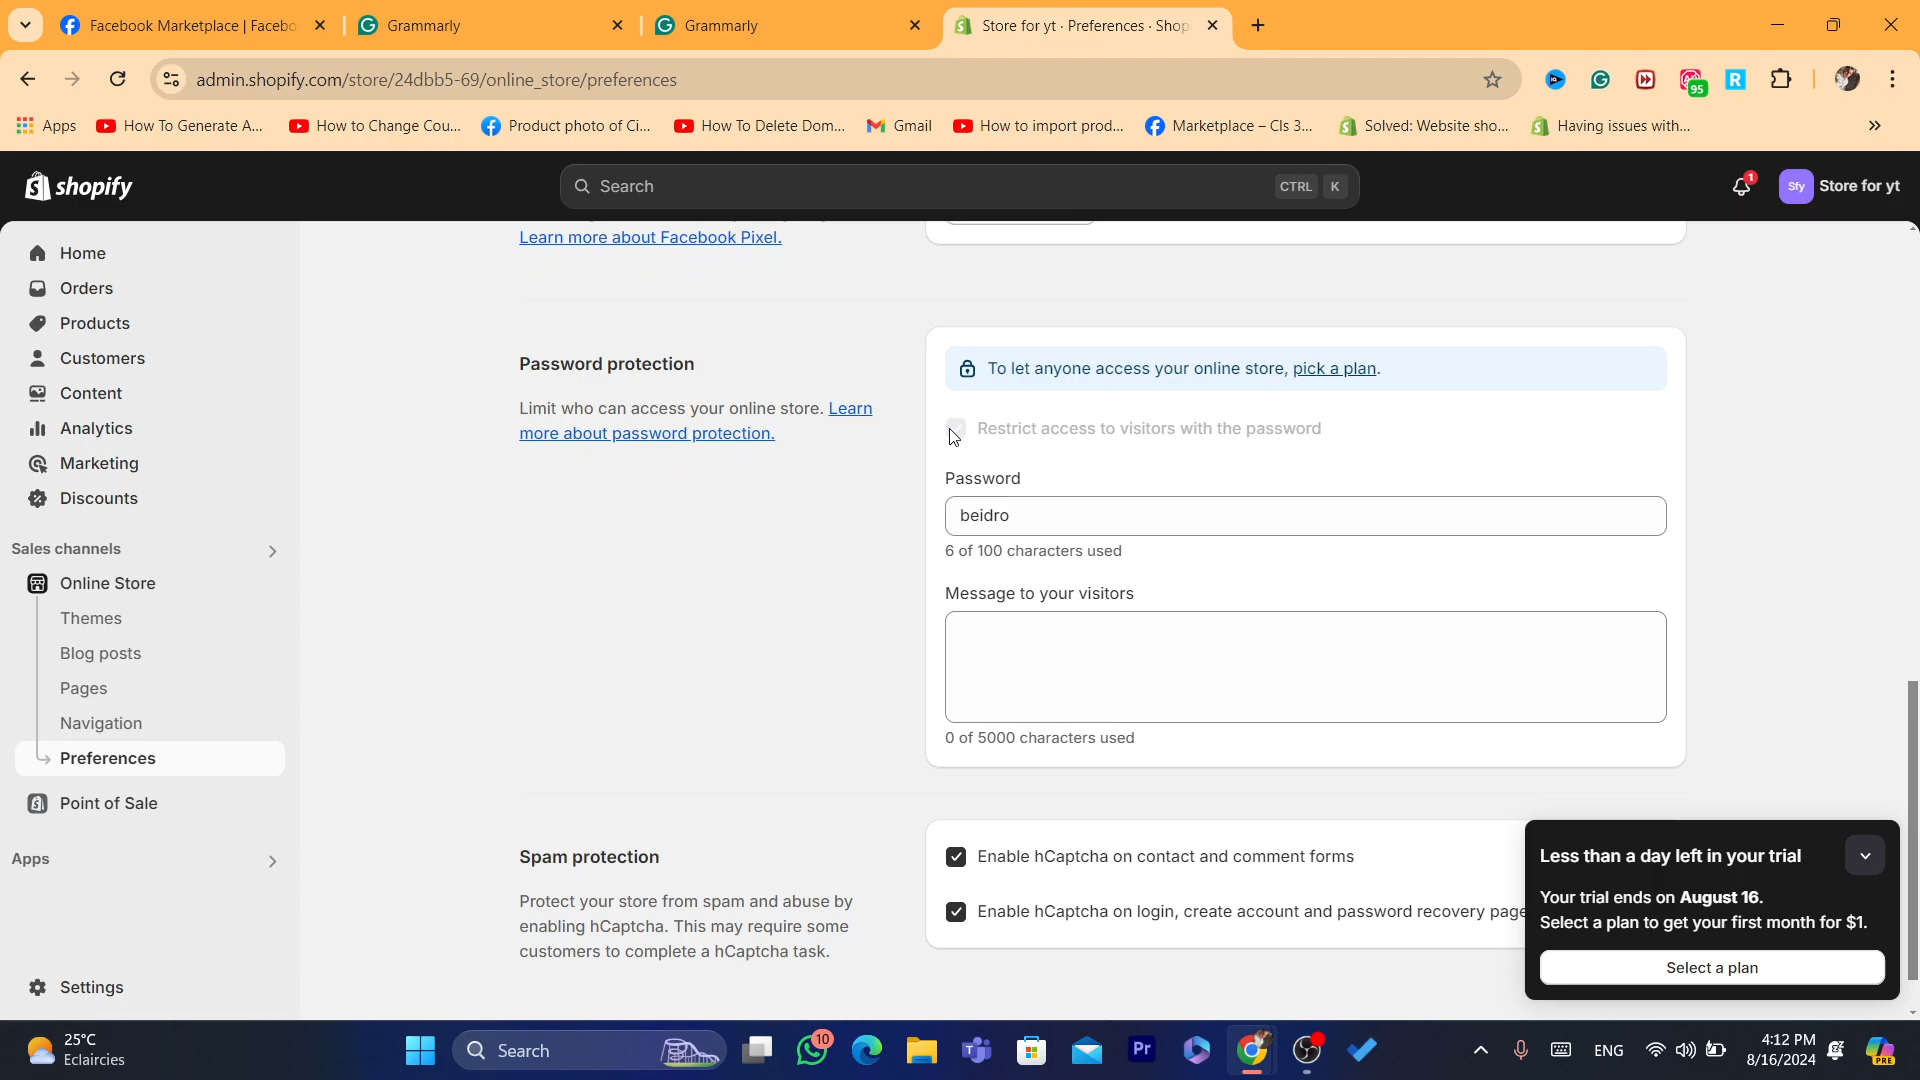 Facebook Marketplace | Facebo
Grammarly
Grammarly
Store for yt · Preferences · Shop
admin.shopify.com/store/24dbb5-69/online_store/preferences
95
Apps
How To Generate A...
How to Change Cou...
Product photo of Ci...
How To Delete Dom...
Gmail
How to import prod...
Marketplace – Cls 3...
Solved: Website sho...
Having issues with...
shopify
Search
CTRL K
1
Sfy
Store for yt
Home
Orders
Products
Customers
Content
Analytics
Marketing
Discounts
Sales channels
Online Store
Themes
Blog posts
Pages
Navigation
Preferences
Point of Sale
Apps
Settings
Learn more about Facebook Pixel.
Password protection
Limit who can access your online store. Learn
more about password protection.
To let anyone access your online store, pick a plan.
Restrict access to visitors with the password
Password
beidro
6 of 100 characters used
Message to your visitors
0 of 5000 characters used
Spam protection
Protect your store from spam and abuse by
enabling hCaptcha. This may require some
customers to complete a hCaptcha task.
Enable hCaptcha on contact and comment forms
Enable hCaptcha on login, create account and password recovery page
Less than a day left in your trial
Your trial ends on August 16.
Select a plan to get your first month for $1.
Select a plan
25°C
Eclaircies
Search
10
Pr
ENG
4:12 PM
8/16/2024
PRE